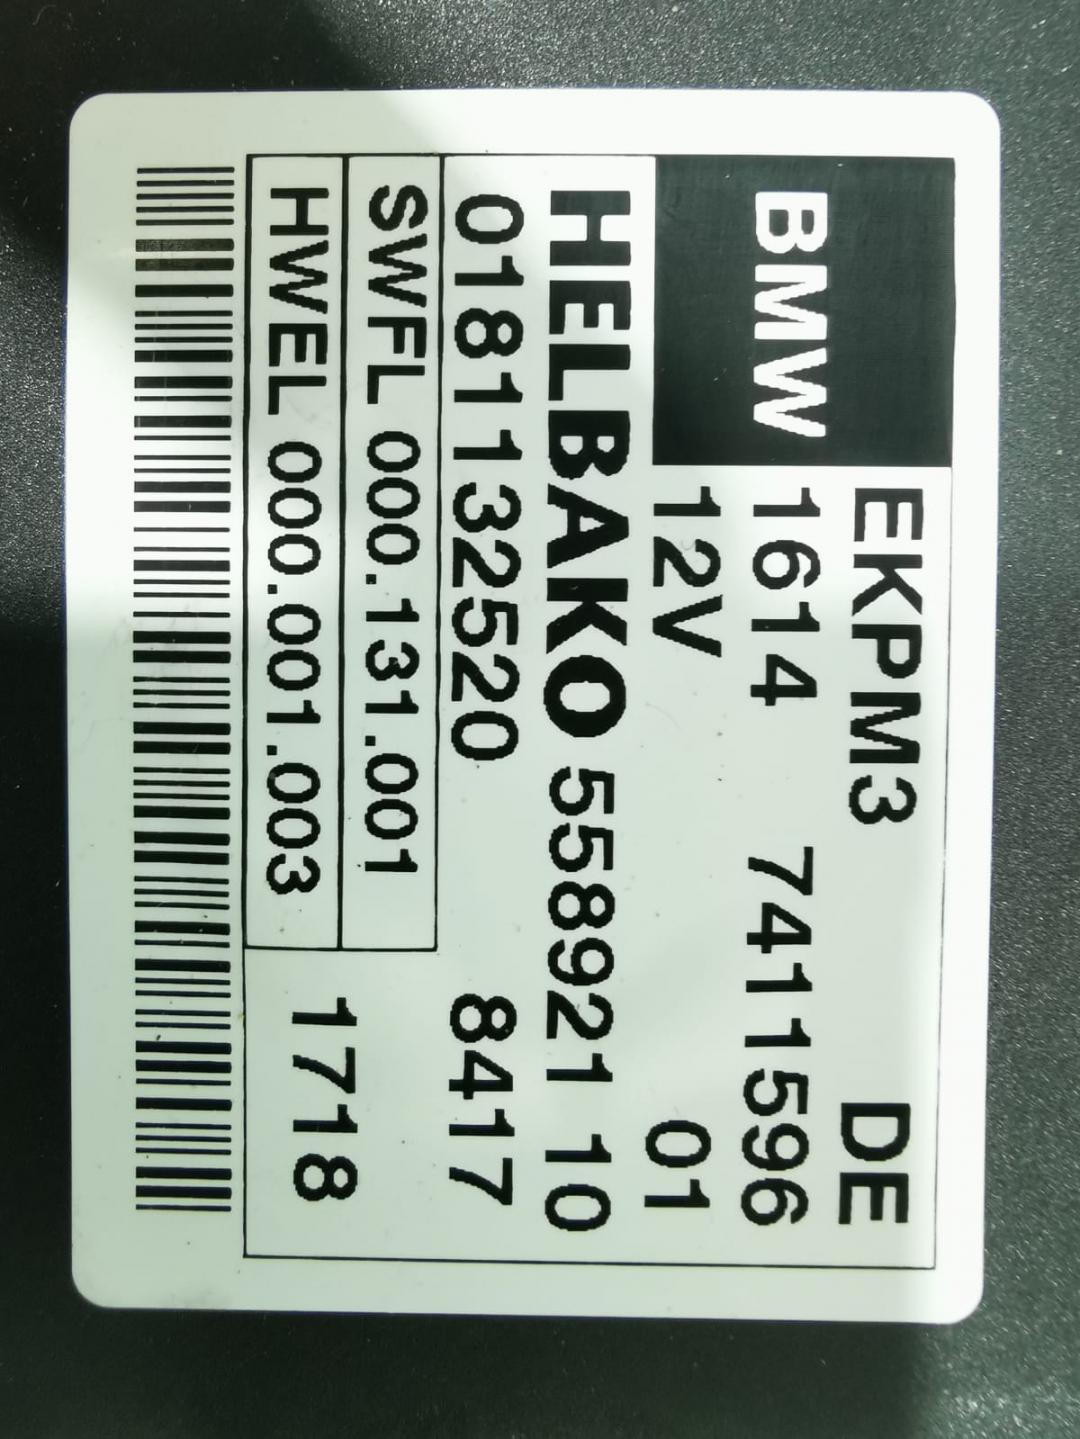 BMW EKPM3 DE
1614 7411596
12V 01
HELBAKO 558921 10
0181132520 8417
SWFL 000.131.001
HWEL 000.001.003 1718